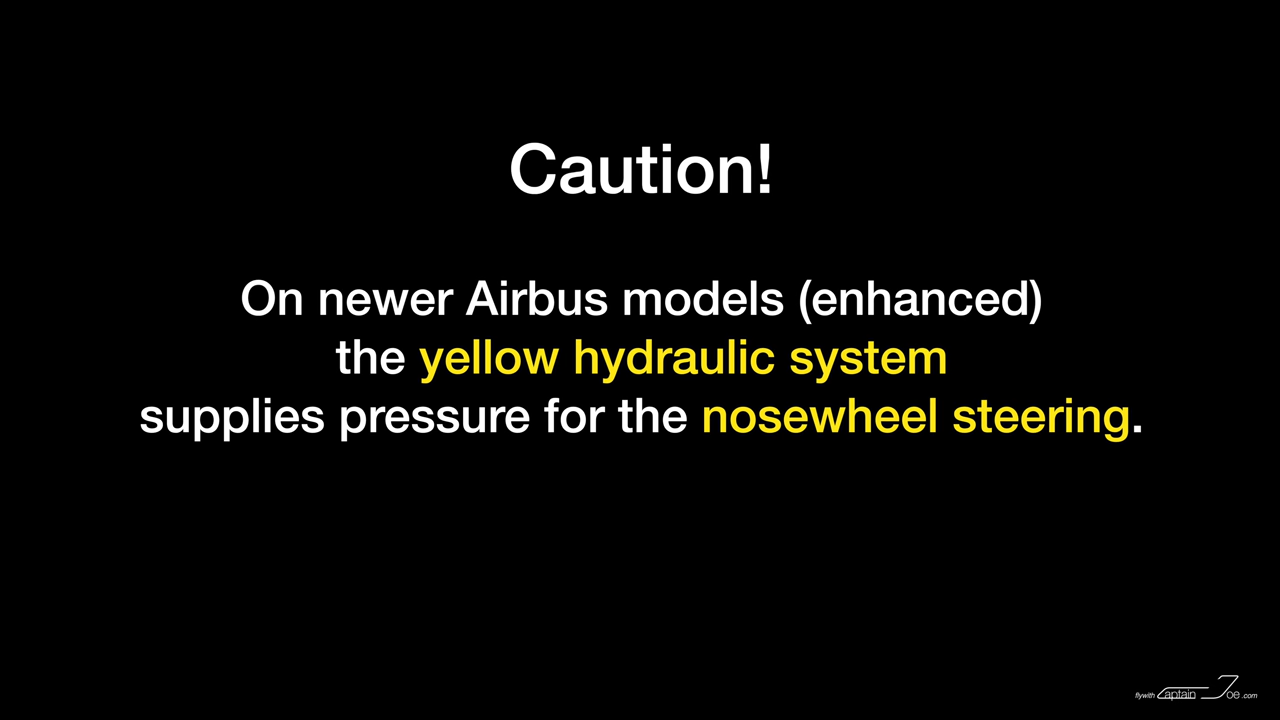 Caution!
On newer Airbus models (enhanced)
the yellow hydraulic system
supplies pressure for the nosewheel steering.
flywith Captain Joe .com